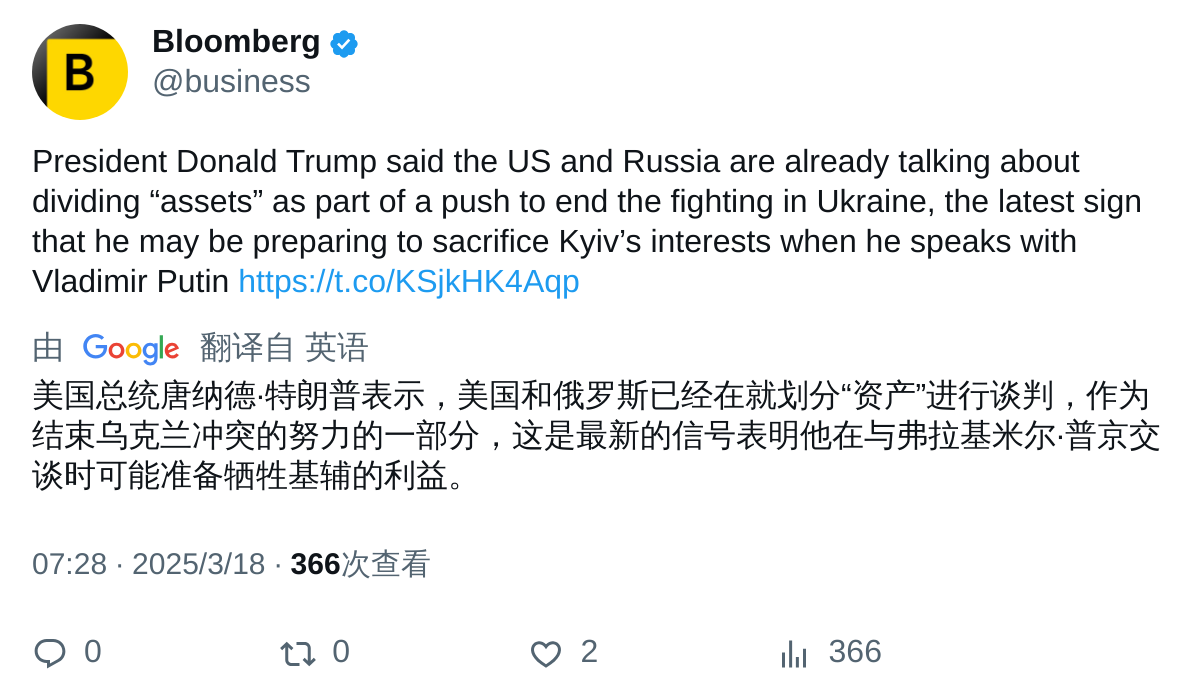 B
Bloomberg
@business
President Donald Trump said the US and Russia are already talking about
dividing “assets” as part of a push to end the fighting in Ukraine, the latest sign
that he may be preparing to sacrifice Kyiv’s interests when he speaks with
Vladimir Putin https://t.co/KSjkHK4Aqp
由 Google 翻译自 英语
美国总统唐纳德·特朗普表示，美国和俄罗斯已经在就划分“资产”进行谈判，作为
结束乌克兰冲突的努力的一部分，这是最新的信号表明他在与弗拉基米尔·普京交
谈时可能准备牺牲基辅的利益。
07:28 · 2025/3/18 · 366次查看
0 0 2 366